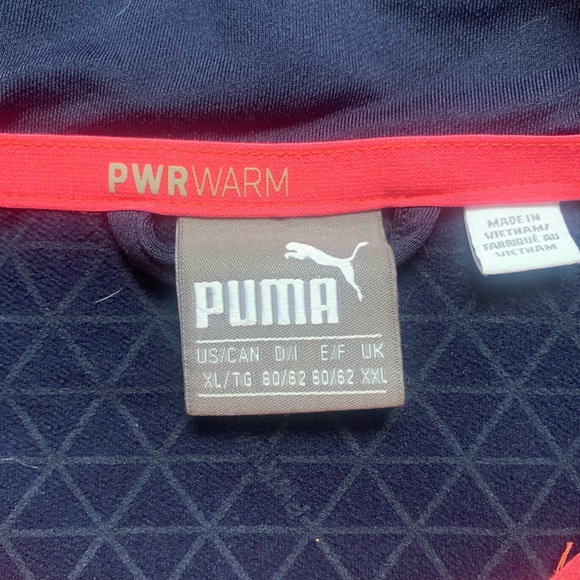 PWRWARM
MADE IN
VIETNAM/
FABRIQUÉ AU
VIETNAM
PUMA
US/CAN D/I E/F UK
XL/TG 60/62 60/62 XXL